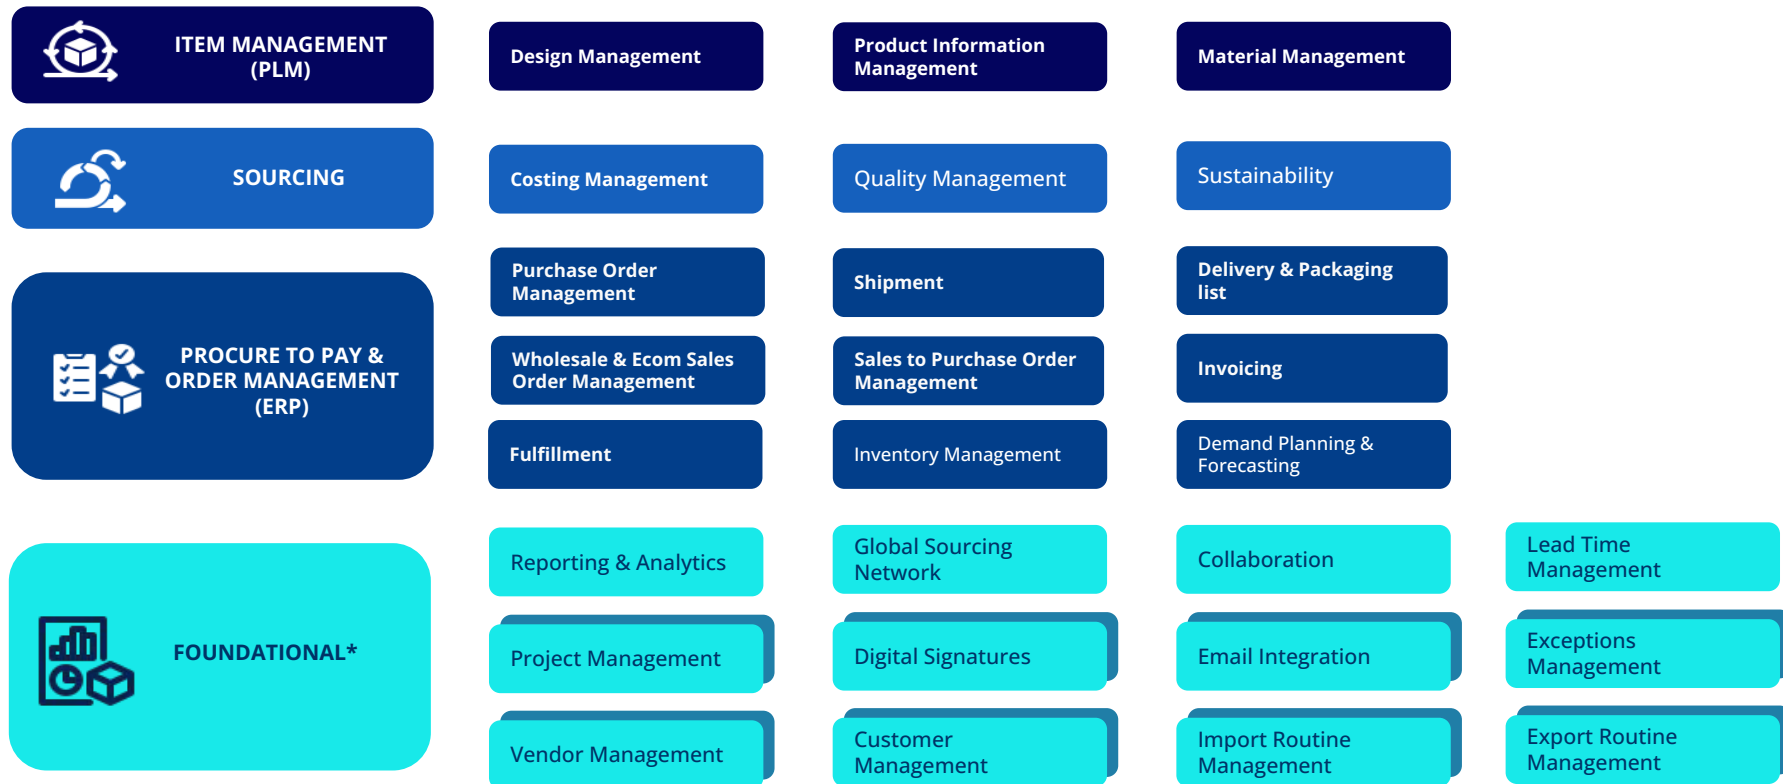 ITEM MANAGEMENT
(PLM)
Design Management
Product Information
Management
Material Management
SOURCING
Costing Management
Quality Management
Sustainability
PROCURE TO PAY &
ORDER MANAGEMENT
(ERP)
Purchase Order
Management
Shipment
Delivery & Packaging
list
Wholesale & Ecom Sales
Order Management
Sales to Purchase Order
Management
Invoicing
Fulfillment
Inventory Management
Demand Planning &
Forecasting
FOUNDATIONAL*
Reporting & Analytics
Global Sourcing
Network
Collaboration
Lead Time
Management
Project Management
Digital Signatures
Email Integration
Exceptions
Management
Vendor Management
Customer
Management
Import Routine
Management
Export Routine
Management